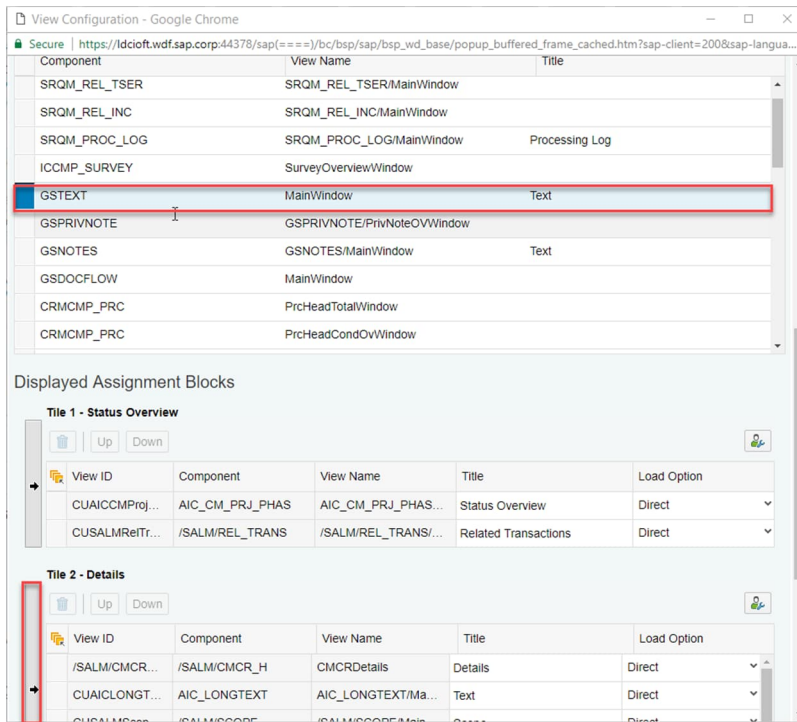 View Configuration - Google Chrome
Secure | https://ldcioft.wdf.sap.corp:44378/sap(====)/bc/bsp/sap/bsp_wd_base/popup_buffered_frame_cached.htm?sap-client=200&sap-langua...
Component View Name Title
SRQM_REL_TSER SRQM_REL_TSER/MainWindow
SRQM_REL_INC SRQM_REL_INC/MainWindow
SRQM_PROC_LOG SRQM_PROC_LOG/MainWindow Processing Log
ICCMP_SURVEY SurveyOverviewWindow
GSTEXT MainWindow Text
GSPRIVNOTE GSPRIVNOTE/PrivNoteOVWindow
GSNOTES GSNOTES/MainWindow Text
GSDOCFLOW MainWindow
CRMCMP_PRC PrcHeadTotalWindow
CRMCMP_PRC PrcHeadCondOvWindow
Displayed Assignment Blocks
Tile 1 - Status Overview
Up Down
View ID Component View Name Title Load Option
CUAICCMProj... AIC_CM_PRJ_PHAS AIC_CM_PRJ_PHAS... Status Overview Direct
CUSALMRelTr... /SALM/REL_TRANS /SALM/REL_TRANS/... Related Transactions Direct
Tile 2 - Details
Up Down
View ID Component View Name Title Load Option
/SALM/CMCR... /SALM/CMCR_H CMCRDetails Details Direct
CUAICLONGT... AIC_LONGTEXT AIC_LONGTEXT/Ma... Text Direct